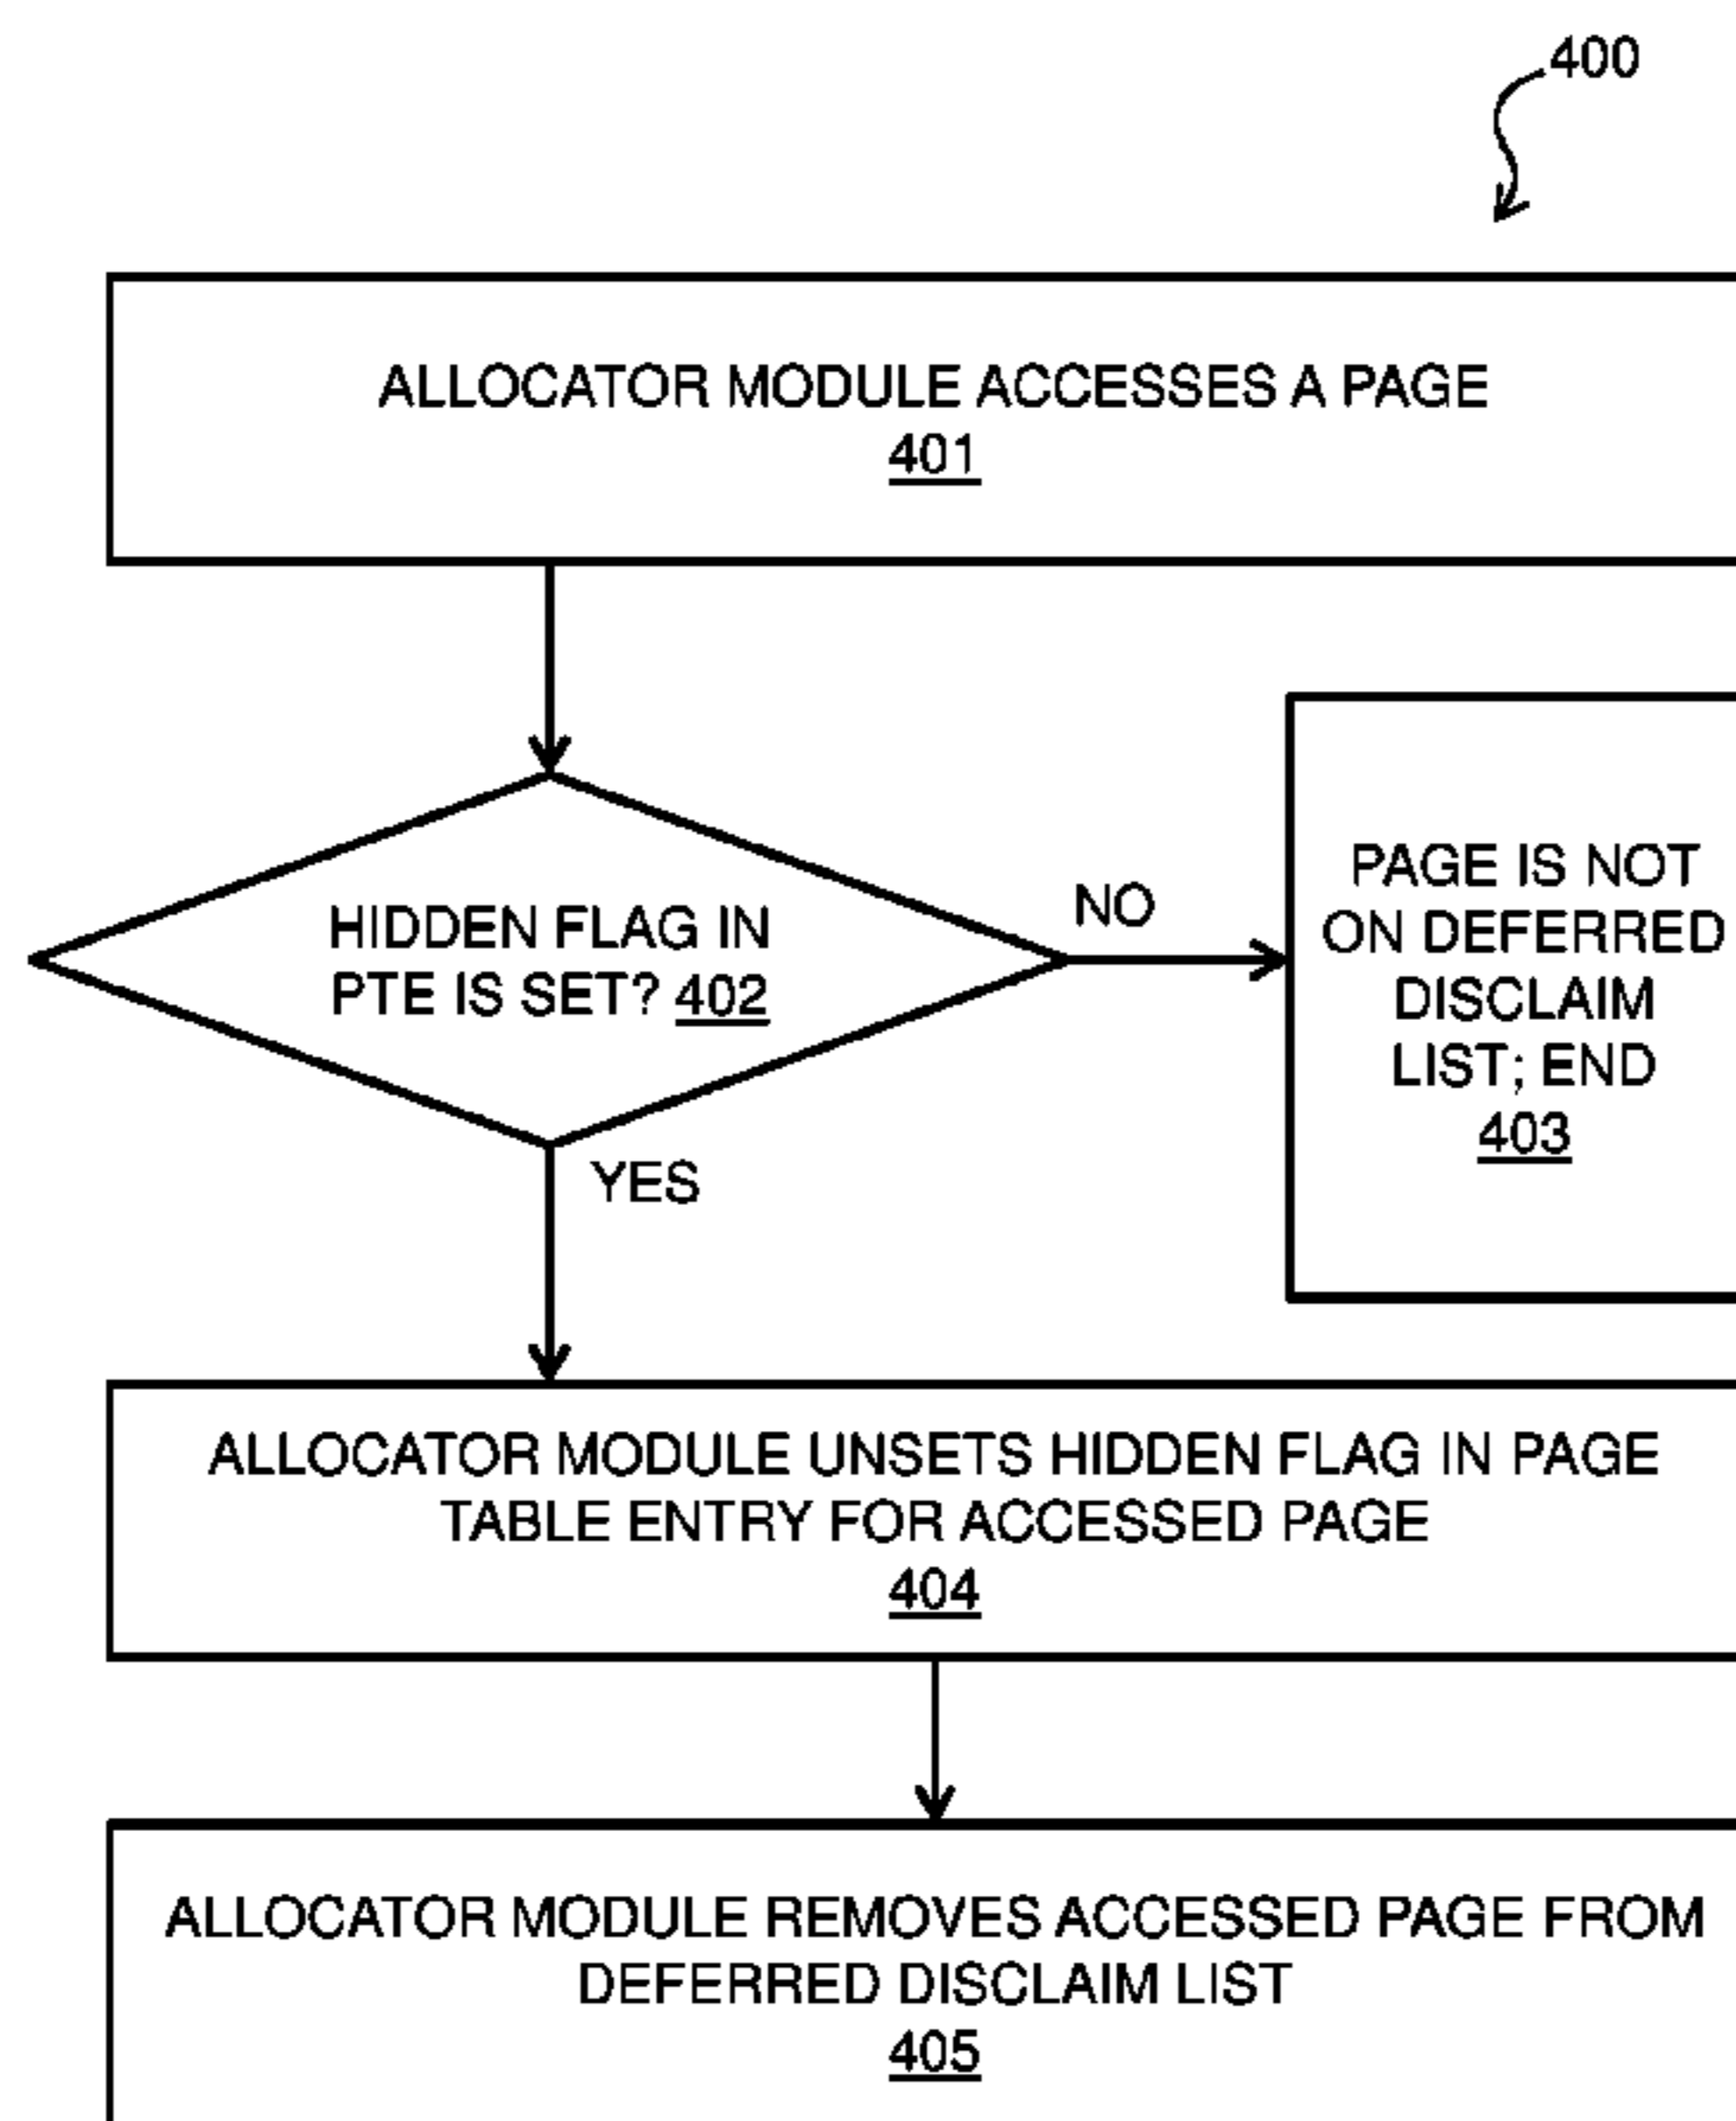 400
ALLOCATOR MODULE ACCESSES A PAGE
401
HIDDEN FLAG IN
PTE IS SET? 402
NO
YES
PAGE IS NOT
ON DEFERRED
DISCLAIM
LIST; END
403
ALLOCATOR MODULE UNSETS HIDDEN FLAG IN PAGE
TABLE ENTRY FOR ACCESSED PAGE
404
ALLOCATOR MODULE REMOVES ACCESSED PAGE FROM
DEFERRED DISCLAIM LIST
405